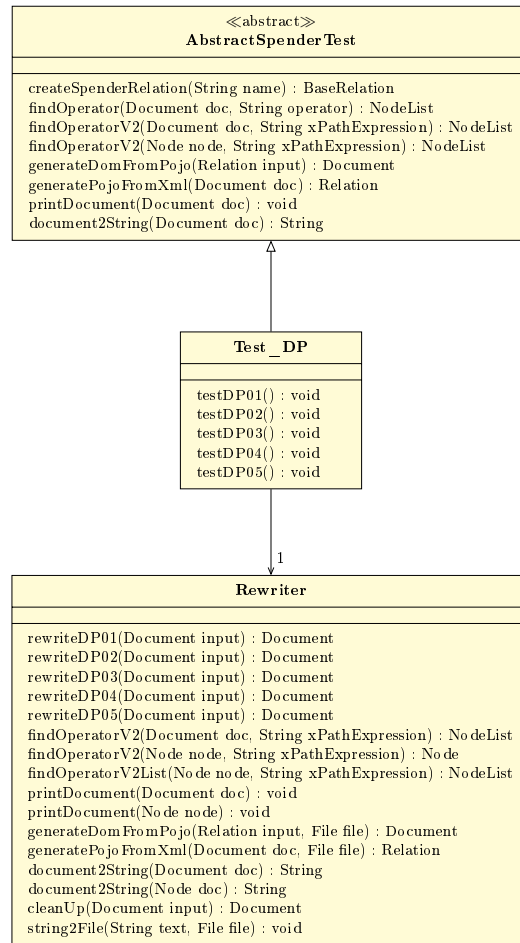 ≪abstract≫
AbstractSpenderTest
createSpenderRelation(String name) : BaseRelation
findOperator(Document doc, String operator) : NodeList
findOperatorV2(Document doc, String xPathExpression) : NodeList
findOperatorV2(Node node, String xPathExpression) : NodeList
generateDomFromPojo(Relation input) : Document
generatePojoFromXml(Document doc) : Relation
printDocument(Document doc) : void
document2String(Document doc) : String
Test_DP
testDP01() : void
testDP02() : void
testDP03() : void
testDP04() : void
testDP05() : void
1
Rewriter
rewriteDP01(Document input) : Document
rewriteDP02(Document input) : Document
rewriteDP03(Document input) : Document
rewriteDP04(Document input) : Document
rewriteDP05(Document input) : Document
findOperatorV2(Document doc, String xPathExpression) : NodeList
findOperatorV2(Node node, String xPathExpression) : Node
findOperatorV2List(Node node, String xPathExpression) : NodeList
printDocument(Document doc) : void
printDocument(Node node) : void
generateDomFromPojo(Relation input, File file) : Document
generatePojoFromXml(Document doc, File file) : Relation
document2String(Document doc) : String
document2String(Node doc) : String
cleanUp(Document input) : Document
string2File(String text, File file) : void